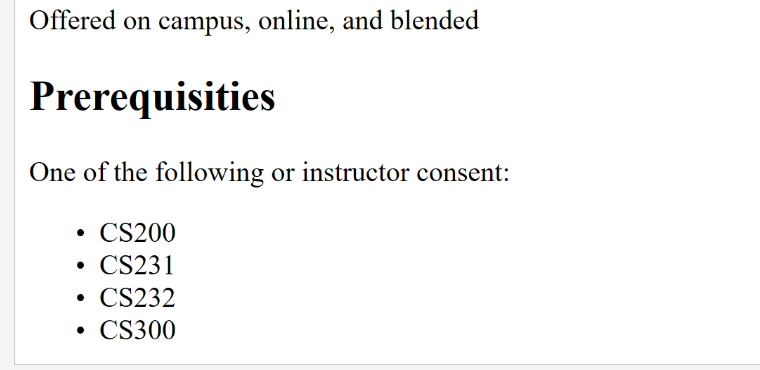 Offered on campus, online, and blended
Prerequisities
One of the following or instructor consent:
• CS200
• CS231
• CS232
• CS300